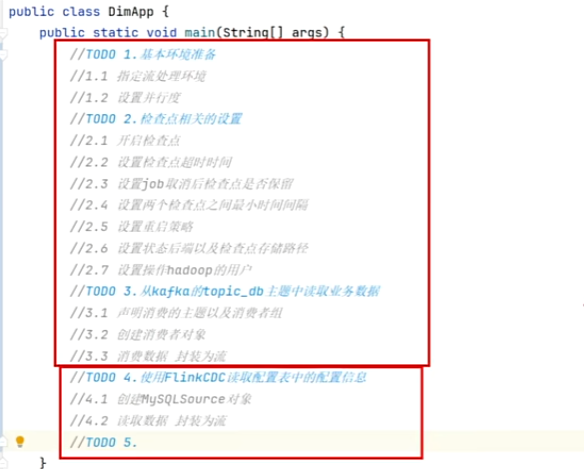 public class DimApp {
public static void main(String[] args) {
//TODO 1.基本环境准备
//1.1 指定流处理环境
//1.2 设置并行度
//TODO 2.检查点相关的设置
//2.1 开启检查点
//2.2 设置检查点超时时间
//2.3 设置job取消后检查点是否保留
//2.4 设置两个检查点之间最小时间间隔
//2.5 设置重启策略
//2.6 设置状态后端以及检查点存储路径
//2.7 设置操作hadoop的用户
//TODO 3.从kafka的topic_db主题中读取业务数据
//3.1 声明消费的主题以及消费者组
//3.2 创建消费者对象
//3.3 消费数据 封装为流
//TODO 4.使用FlinkCDC读取配置表中的配置信息
//4.1 创建MySQLSource对象
//4.2 读取数据 封装为流
//TODO 5.
}